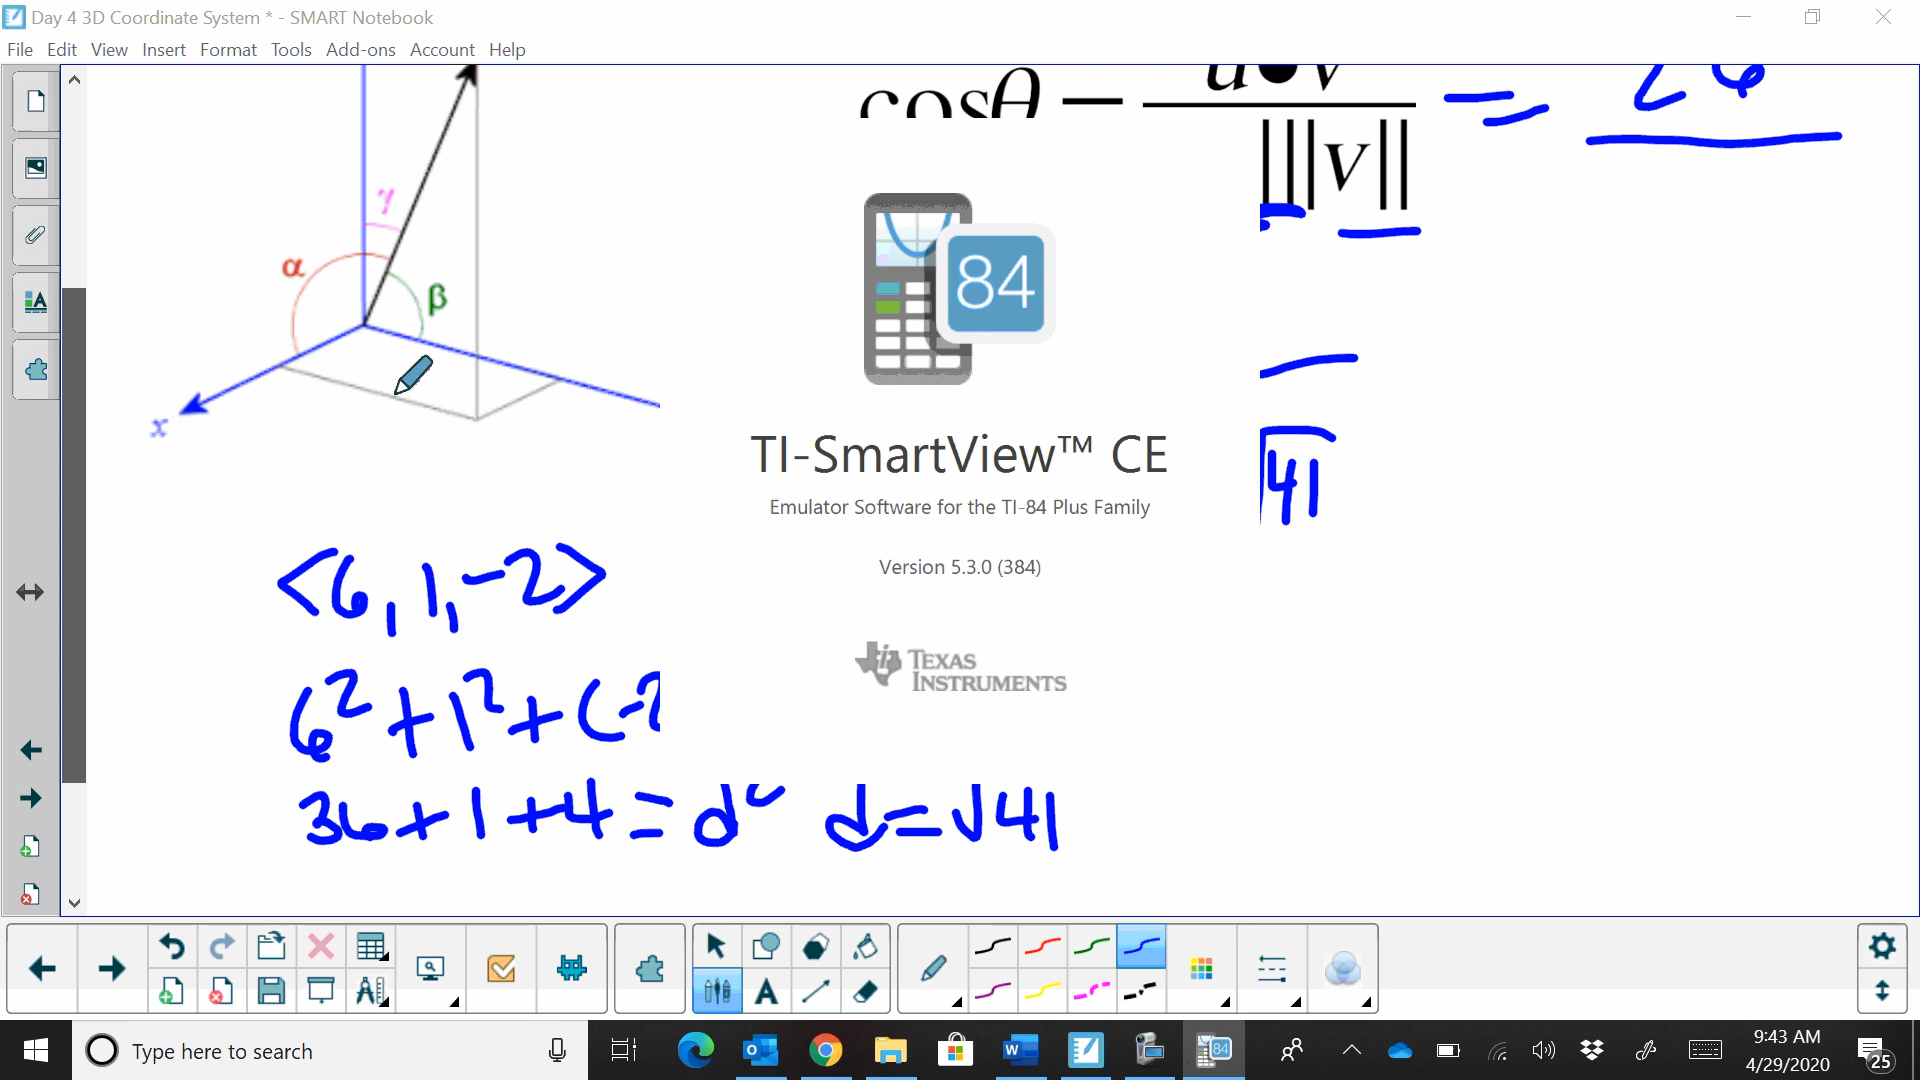 Day 4 3D Coordinate System * - SMART Notebook
File Edit View Insert Format Tools Add-ons Account Help
cosθ = u•v = 26
||v||
γ
α
β
x
84
TI-SmartView™ CE
Emulator Software for the TI-84 Plus Family
Version 5.3.0 (384)
TEXAS INSTRUMENTS
√41
<6, 1, -2>
6² + 1² + (-2
36 + 1 + 4 = d² d = √41
Type here to search
84
9:43 AM
4/29/2020
25